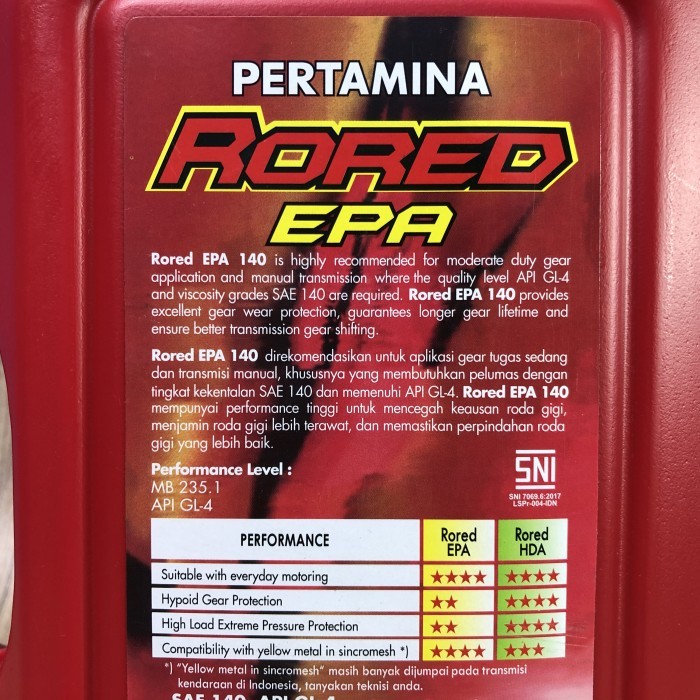 PERTAMINA
RORED
EPA
Rored EPA 140 is highly recommended for moderate duty gear
application and manual transmission where the quality level API GL-4
and viscosity grades SAE 140 are required. Rored EPA 140 provides
excellent gear wear protection, guarantees longer gear lifetime and
ensure better transmission gear shifting.
Rored EPA 140 direkomendasikan untuk aplikasi gear tugas sedang
dan transmisi manual, khususnya yang membutuhkan pelumas dengan
tingkat kekentalan SAE 140 dan memenuhi API GL-4. Rored EPA 140
mempunyai performance tinggi untuk mencegah keausan roda gigi,
menjamin roda gigi lebih terawat, dan memastikan perpindahan roda
gigi yang lebih baik.
Performance Level :
MB 235.1
API GL-4
SNI
SNI 7069.6:2017
LSPr-004-IDN
PERFORMANCE Rored EPA Rored HDA
Suitable with everyday motoring ★★★★ ★★★★
Hypoid Gear Protection ★★ ★★★★
High Load Extreme Pressure Protection ★★ ★★★★
Compatibility with yellow metal in sincromesh *) ★★★★ ★★★
*) "Yellow metal in sincromesh" masih banyak dijumpai pada transmisi
kendaraan di Indonesia, tanyakan teknisi anda.
SAE 140 API GL-4